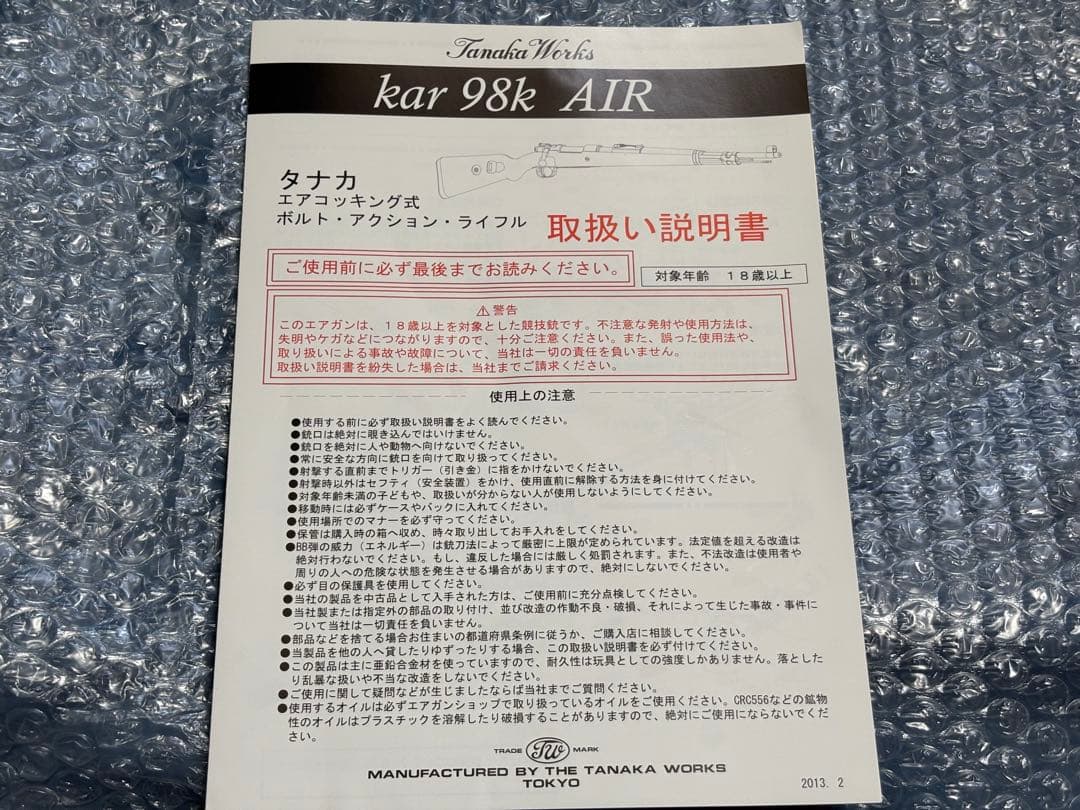 Tanaka Works
kar 98k AIR
タナカ
エアコッキング式
ボルト・アクション・ライフル
取扱い説明書
ご使用前に必ず最後までお読みください。
対象年齢 18歳以上
⚠警告
このエアガンは、18歳以上を対象とした競技銃です。不注意な発射や使用方法は、
失明やケガなどにつながりますので、十分ご注意ください。また、誤った使用法や、
取り扱いによる事故や故障について、当社は一切の責任を負いません。
取扱い説明書を紛失した場合は、当社までご請求ください。
使用上の注意
●使用する前に必ず取扱い説明書をよく読んでください。
●銃口は絶対に覗き込んではいけません。
●銃口を絶対に人や動物へ向けないでください。
●常に安全な方向に銃口を向けて取り扱ってください。
●射撃する直前までトリガー（引き金）に指をかけないでください。
●射撃時以外はセフティ（安全装置）をかけ、使用直前に解除する方法を身に付けてください。
●対象年齢未満の子どもや、取扱いが分からない人が使用しないようにしてください。
●移動時には必ずケースやバックに入れてください。
●使用場所でのマナーを必ず守ってください。
●保管は購入時の箱へ収め、時々取り出してお手入れをしてください。
●BB弾の威力（エネルギー）は銃刀法によって厳密に上限が定められています。法定値を超える改造は
絶対行わないでください。もし、違反した場合には厳しく処罰されます。また、不法改造は使用者や
周りの人への危険な状態を発生させる場合がありますので、絶対にしないでください。
●必ず目の保護具を使用してください。
●当社の製品を中古品として入手された方は、ご使用前に充分点検してください。
●当社製または指定外の部品の取り付け、並び改造の作動不良・破損、それによって生じた事故・事件に
ついて当社は一切責任を負いません。
●部品などを捨てる場合お住まいの都道府県条例に従うか、ご購入店に相談してください。
●当製品を他の人へ貸したりゆずったりする場合、この取扱い説明書を必ず付けてください。
●この製品は主に亜鉛合金材を使っていますので、耐久性は玩具としての強度しかありません。落とした
り乱暴な扱いや不当な改造をしないでください。
●ご使用に関して疑問などが生じましたならば当社までご質問ください。
●使用するオイルは必ずエアガンショップで取り扱っているオイルをご使用ください。CRC556などの鉱物
性のオイルはプラスチックを溶解したり破損することがありますので、絶対にご使用にならないでくだ
さい。
TRADE TW MARK
MANUFACTURED BY THE TANAKA WORKS
TOKYO
2013. 2